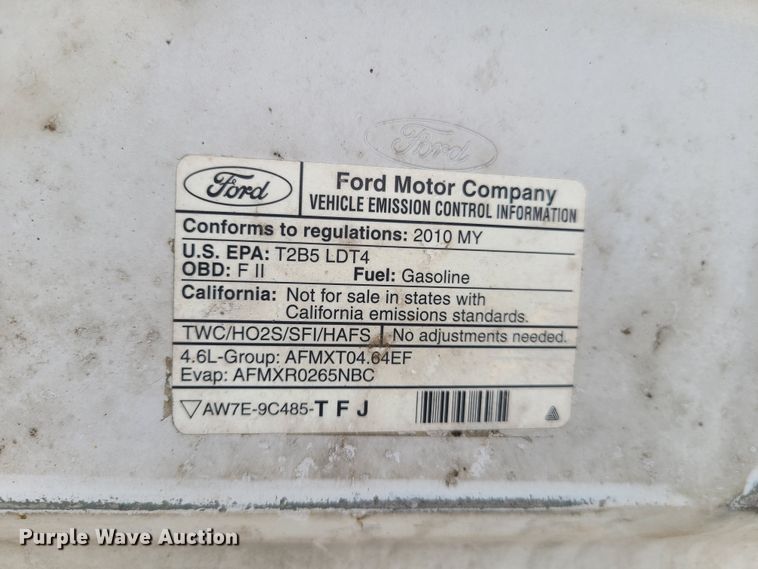 Ford
Ford
Ford Motor Company
VEHICLE EMISSION CONTROL INFORMATION
Conforms to regulations: 2010 MY
U.S. EPA: T2B5 LDT4
OBD: F II Fuel: Gasoline
California: Not for sale in states with
California emissions standards.
TWC/HO2S/SFI/HAFS No adjustments needed.
4.6L-Group: AFMXT04.64EF
Evap: AFMXR0265NBC
AW7E-9C485-T F J
Purple Wave Auction